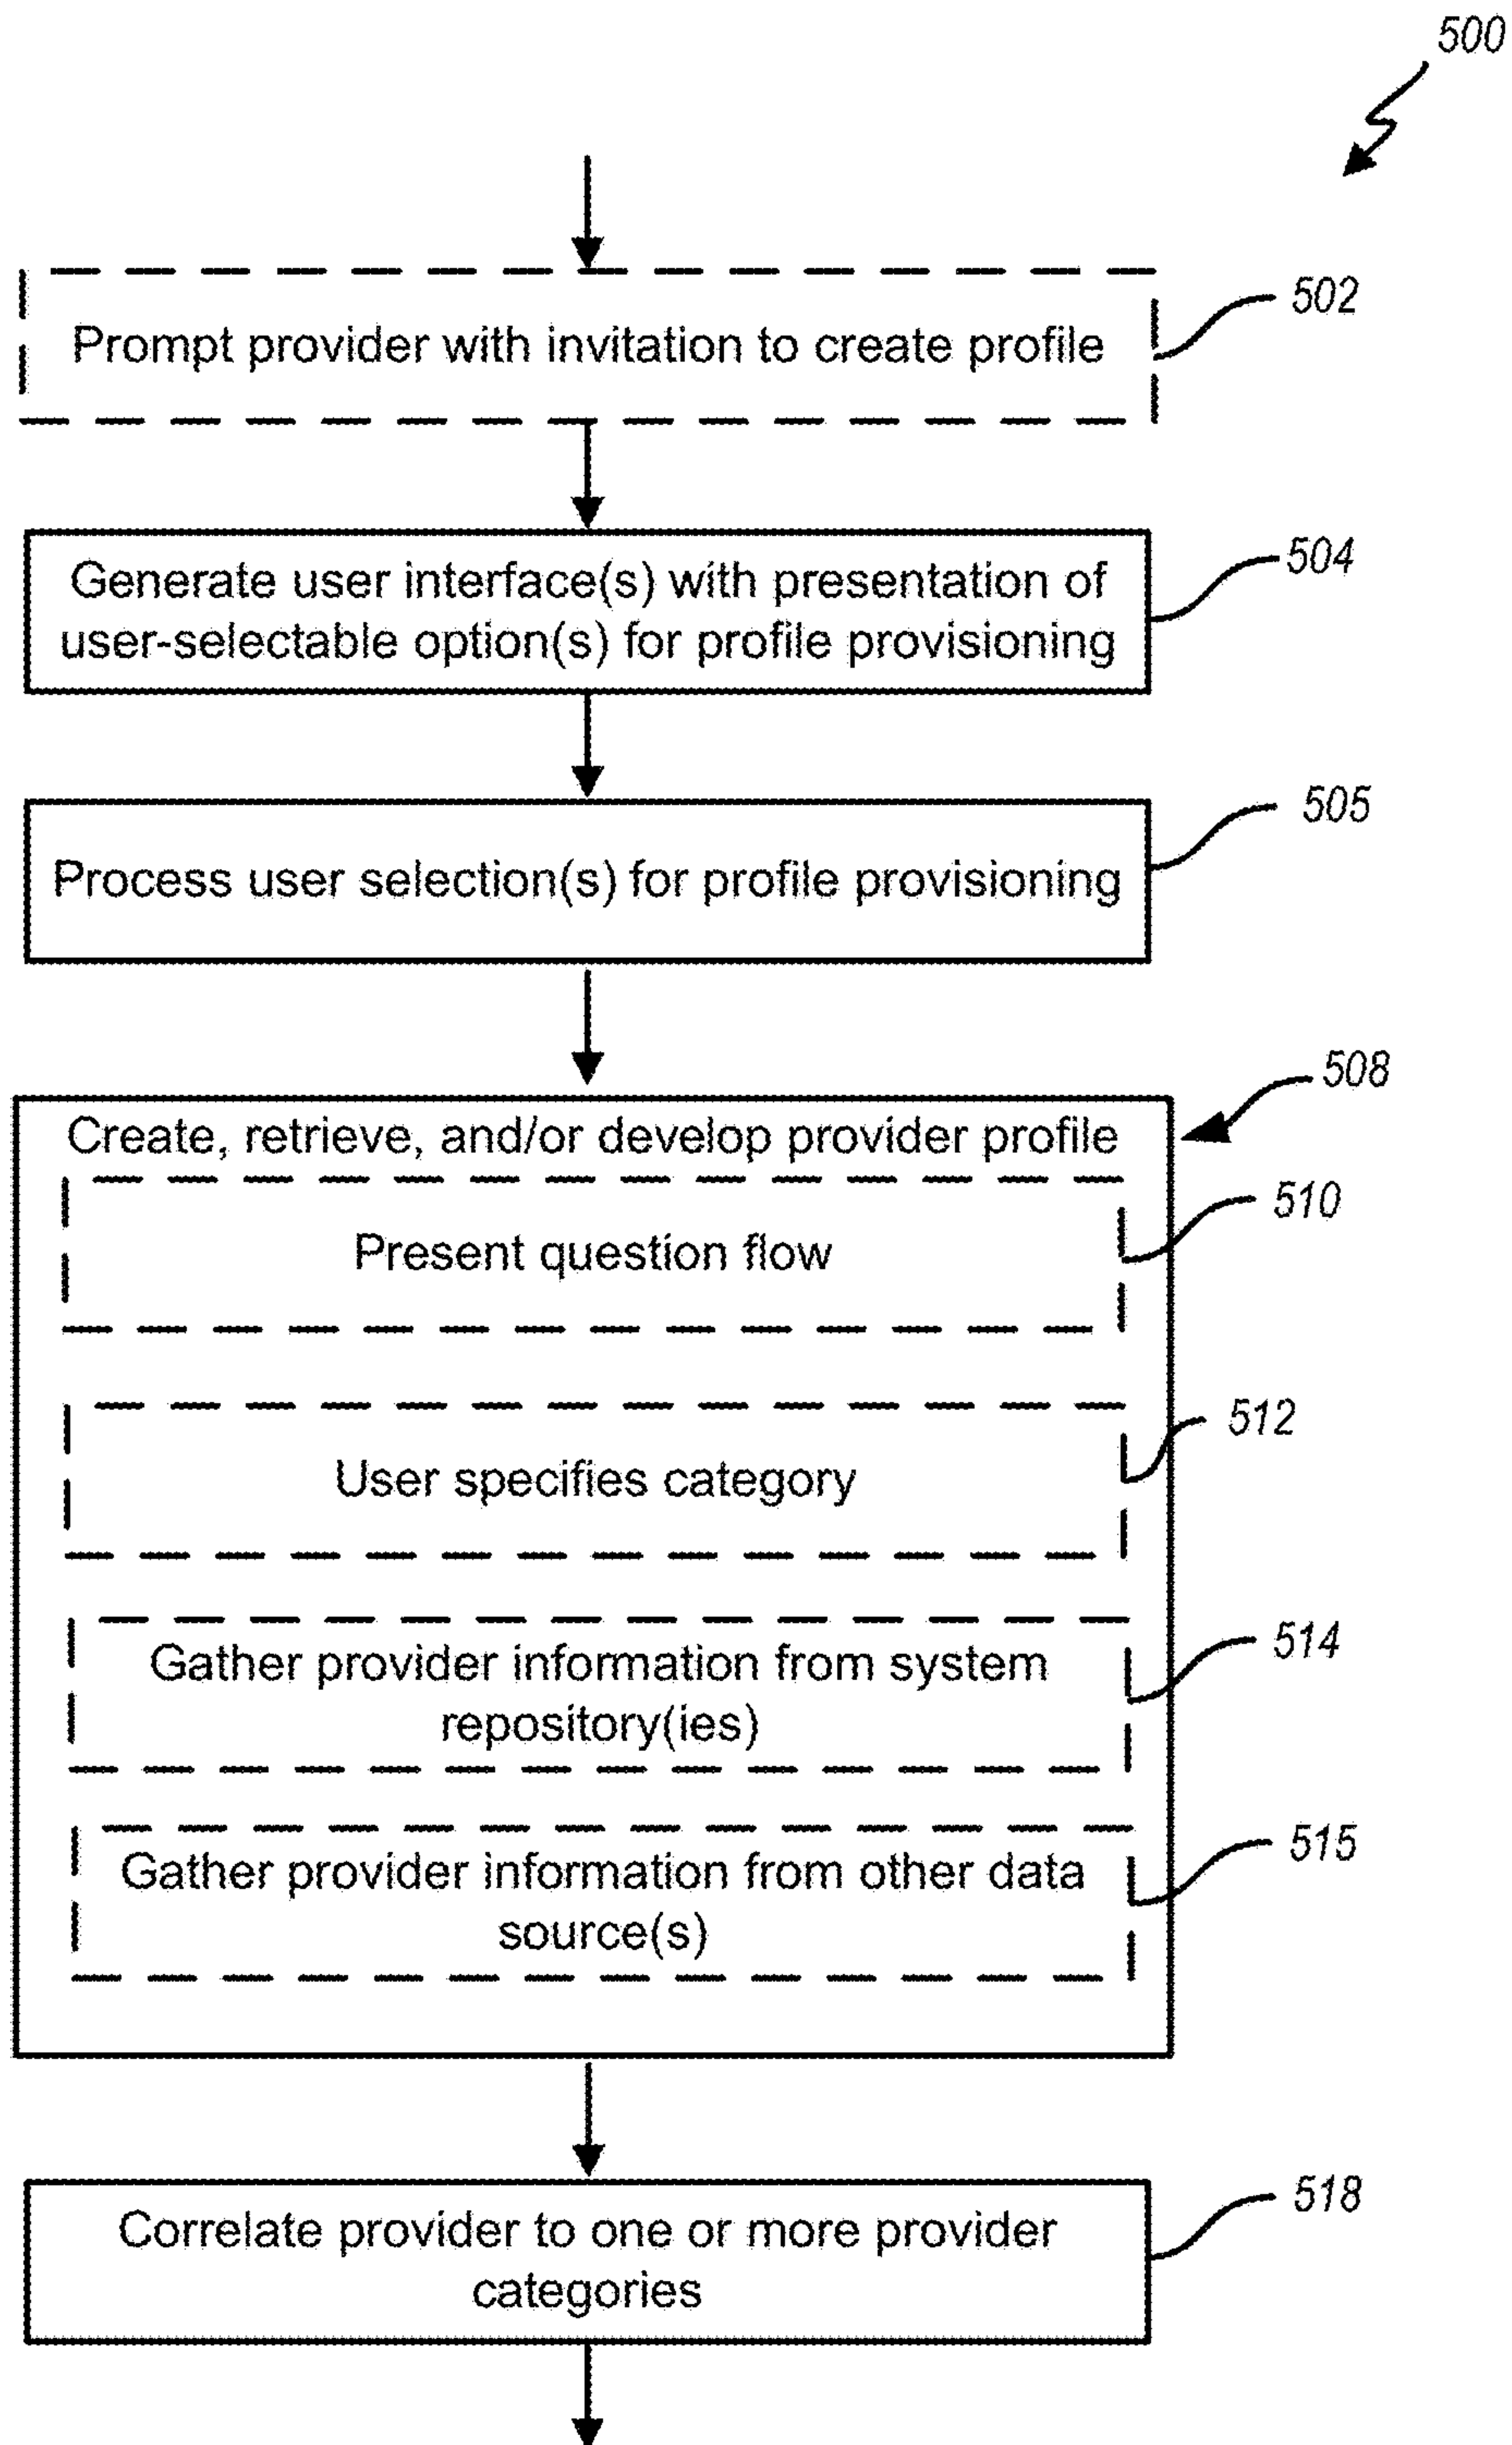 500
Prompt provider with invitation to create profile
502
Generate user interface(s) with presentation of
user-selectable option(s) for profile provisioning
504
Process user selection(s) for profile provisioning
505
508
Create, retrieve, and/or develop provider profile
Present question flow
510
User specifies category
512
Gather provider information from system
repository(ies)
514
Gather provider information from other data
source(s)
515
Correlate provider to one or more provider
categories
518